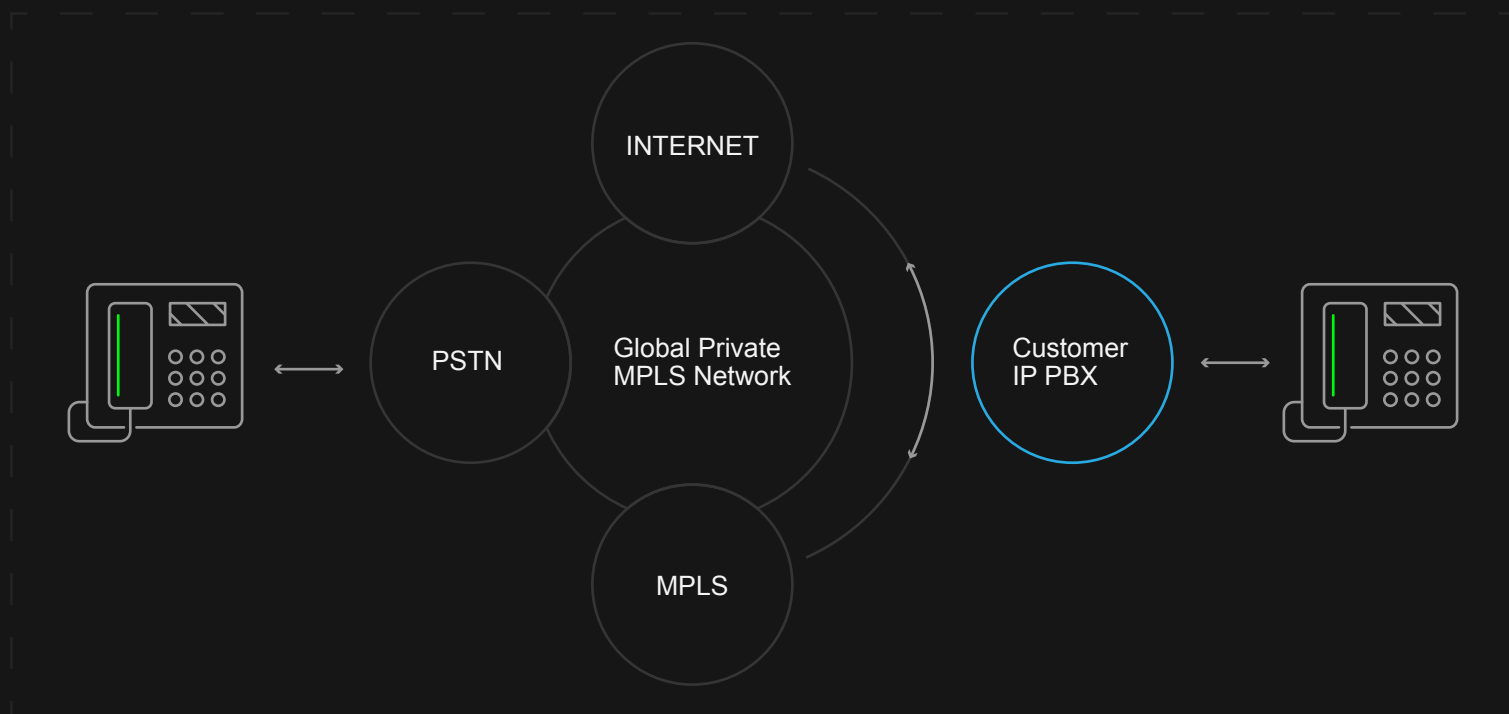 INTERNET
PSTN
Global Private
MPLS Network
Customer
IP PBX
MPLS